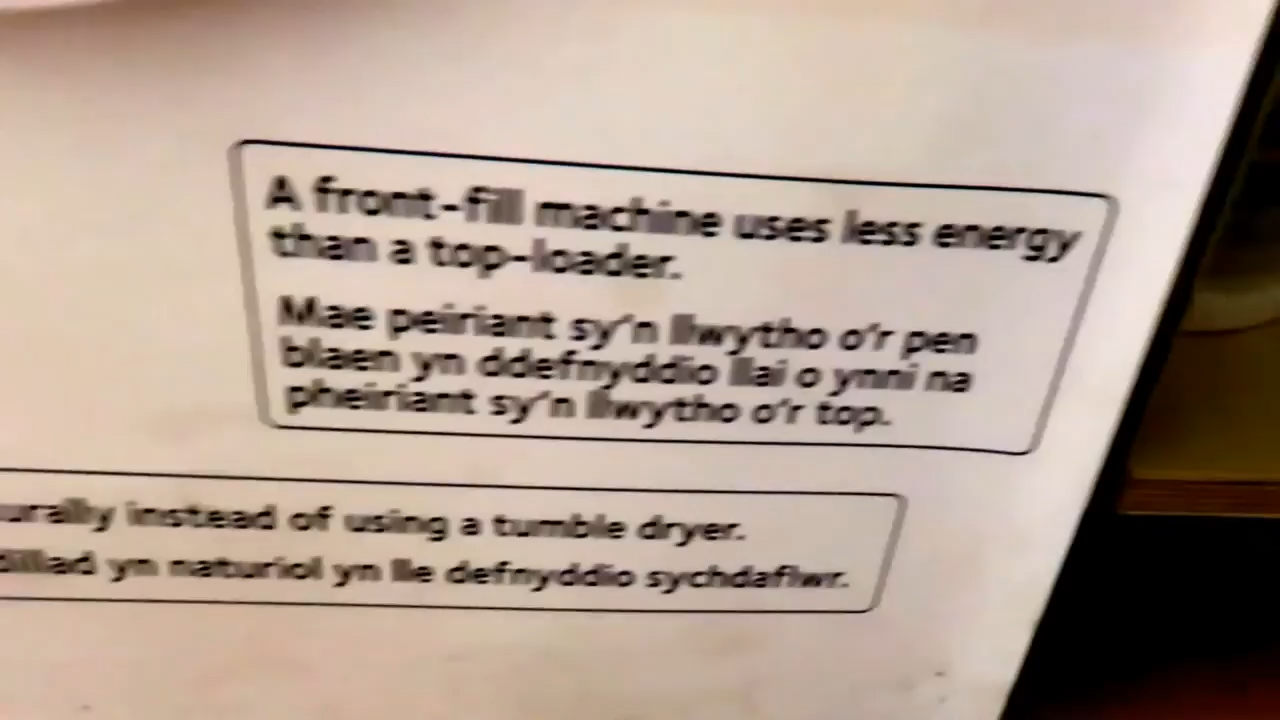 A front-fill machine uses less energy
than a top-loader.
Mae peiriant sy'n llwytho o'r pen
blaen yn ddefnyddio llai o ynni na
pheiriant sy'n llwytho o'r top.
instead of using a tumble dryer.
yn naturiol yn lle defnyddio sychdaflwr.